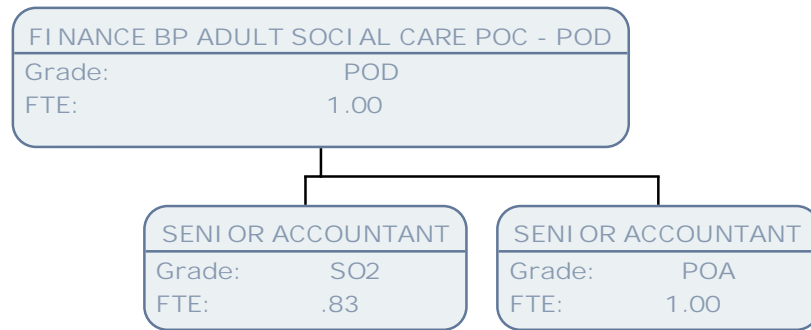 FINANCE BP ADULT SOCIAL CARE POC - POD
Grade: POD
FTE: 1.00
SENIOR ACCOUNTANT
Grade: SO2
FTE: .83
SENIOR ACCOUNTANT
Grade: POA
FTE: 1.00